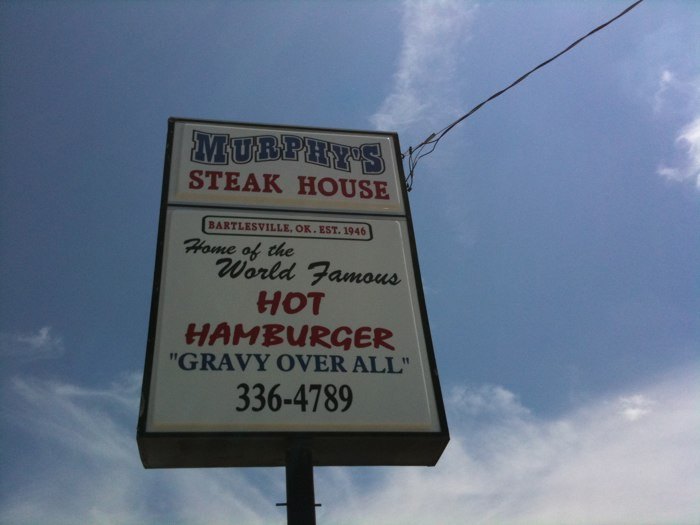 MURPHY'S
STEAK HOUSE
BARTLESVILLE, OK. EST. 1946
Home of the
World Famous
HOT
HAMBURGER
"GRAVY OVER ALL"
336-4789